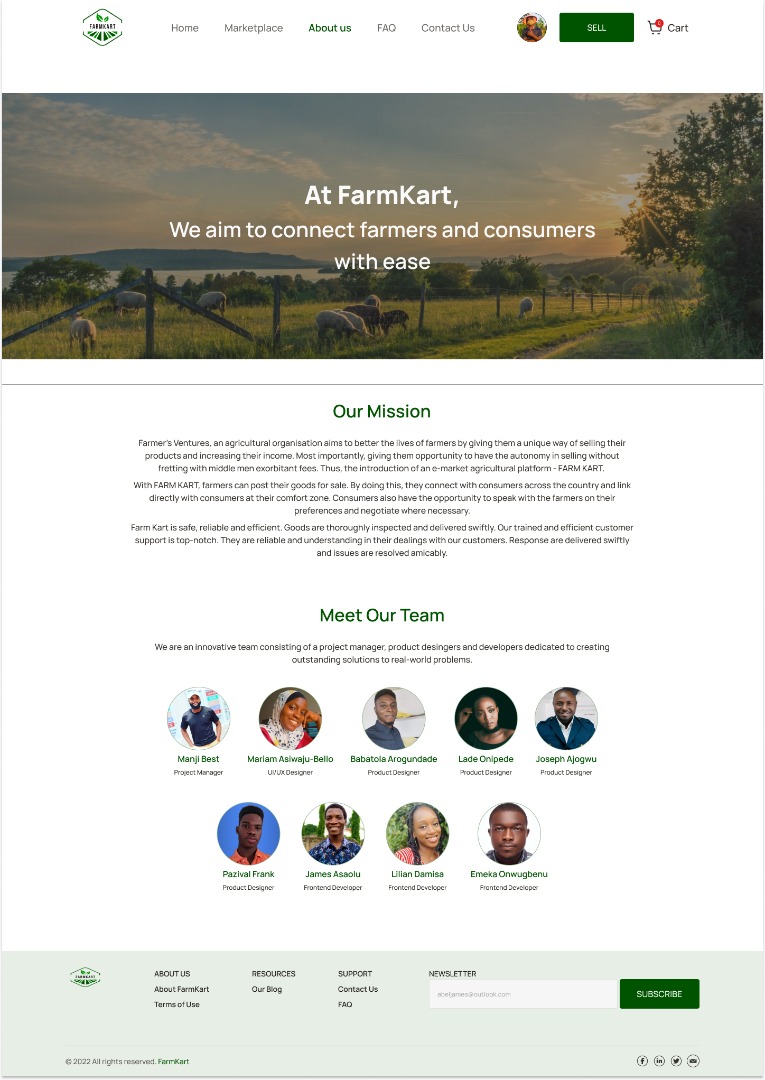 FARMKART
Home Marketplace About us FAQ Contact Us SELL 0 Cart
At FarmKart,
We aim to connect farmers and consumers
with ease
Our Mission
Farmer's Ventures, an agricultural organisation aims to better the lives of farmers by giving them a unique way of selling their
products and increasing their income. Most importantly, giving them opportunity to have the autonomy in selling without
fretting with middle men exorbitant fees. Thus, the introduction of an e-market agricultural platform - FARM KART.
With FARM KART, farmers can post their goods for sale. By doing this, they connect with consumers across the country and link
directly with consumers at their comfort zone. Consumers also have the opportunity to speak with the farmers on their
preferences and negotiate where necessary.
Farm Kart is safe, reliable and efficient. Goods are thoroughly inspected and delivered swiftly. Our trained and efficient customer
support is top-notch. They are reliable and understanding in their dealings with our customers. Response are delivered swiftly
and issues are resolved amicably.
Meet Our Team
We are an innovative team consisting of a project manager, product desingers and developers dedicated to creating
outstanding solutions to real-world problems.
Manji Best Mariam Asiwaju-Bello Babatola Arogundade Lade Onipede Joseph Ajogwu
Project Manager UI/UX Designer Product Designer Product Designer Product Designer
Pazival Frank James Asaolu Lilian Damisa Emeka Onwugbenu
Product Designer Frontend Developer Frontend Developer Frontend Developer
FARMKART
ABOUT US RESOURCES SUPPORT NEWSLETTER
About FarmKart Our Blog Contact Us abeljames@outlook.com SUBSCRIBE
Terms of Use FAQ
© 2022 All rights reserved. FarmKart